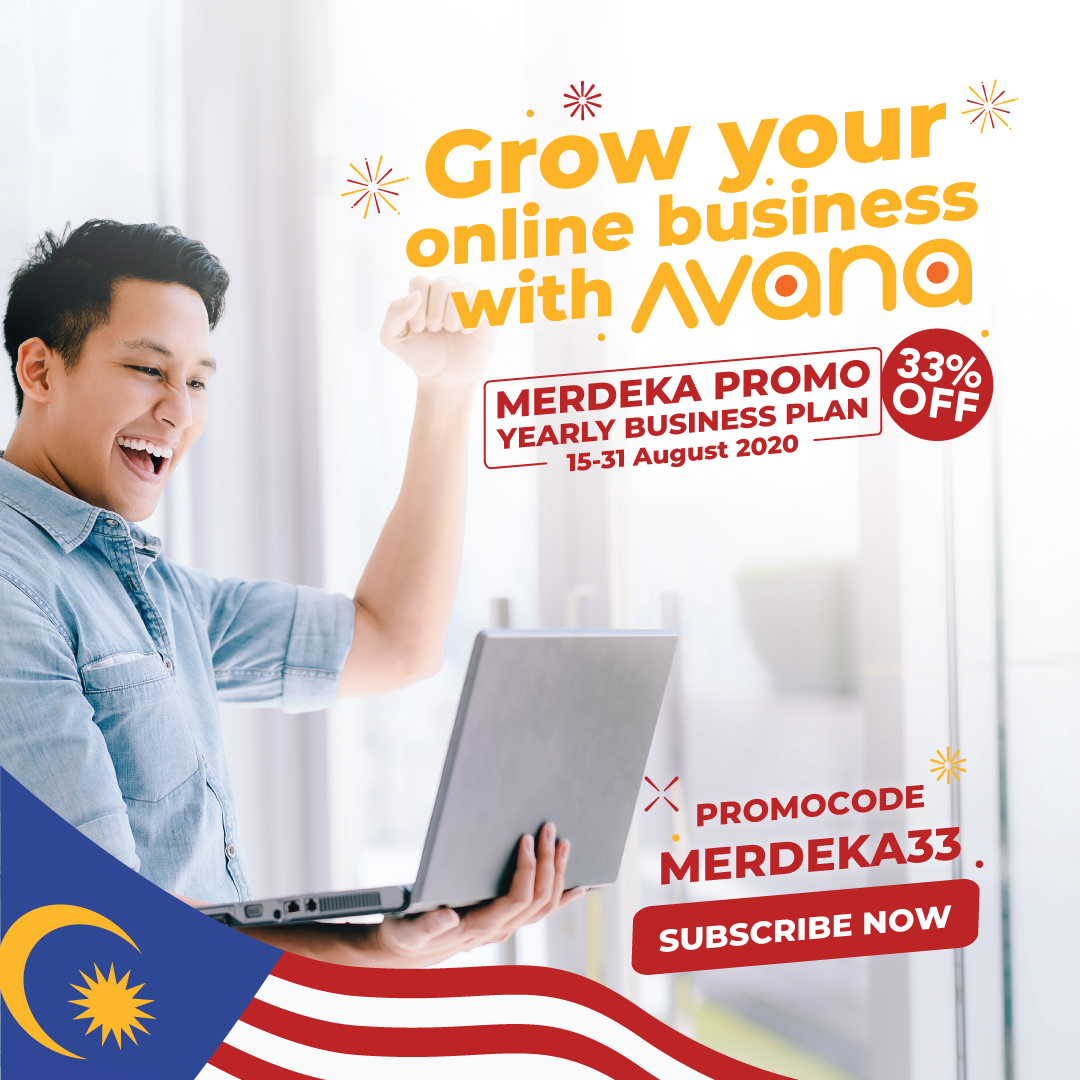 Grow your
online business
with AVana
MERDEKA PROMO
YEARLY BUSINESS PLAN
15-31 August 2020
33%
OFF
PROMOCODE
MERDEKA33
SUBSCRIBE NOW